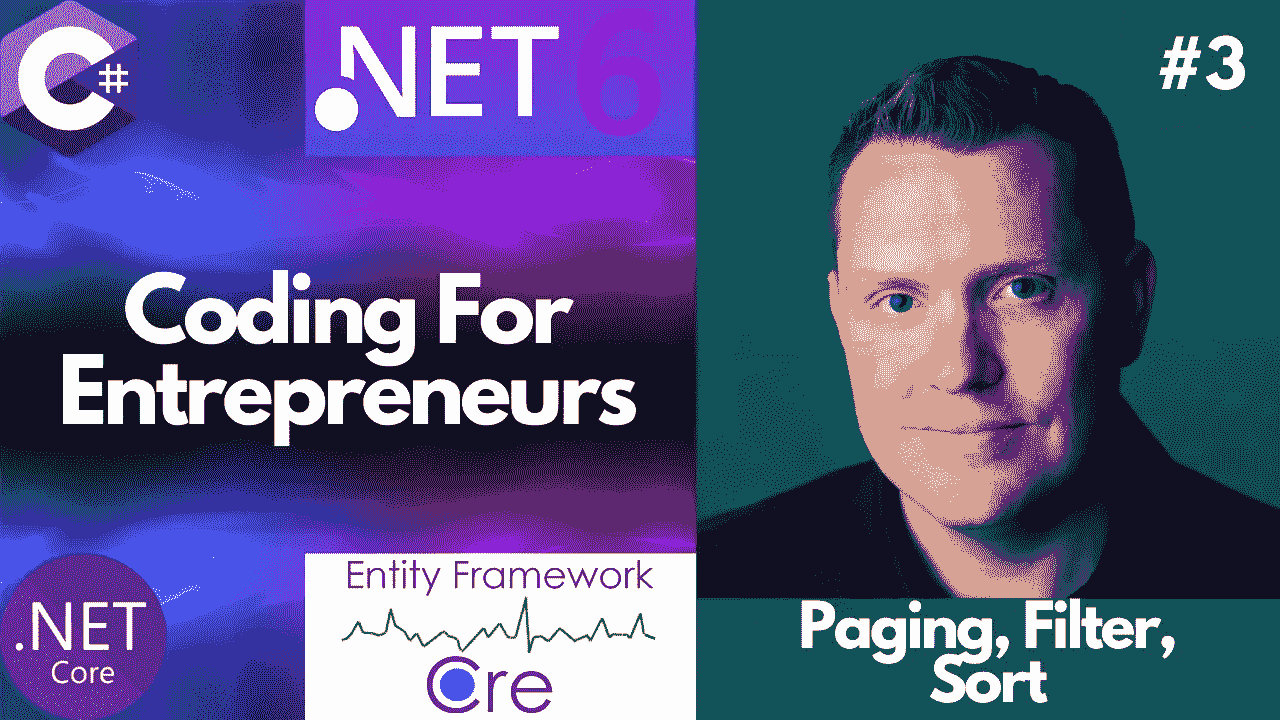 C#
.NET 6
#3
Coding For
Entrepreneurs
.NET
Core
Entity Framework
Core
Paging, Filter,
Sort